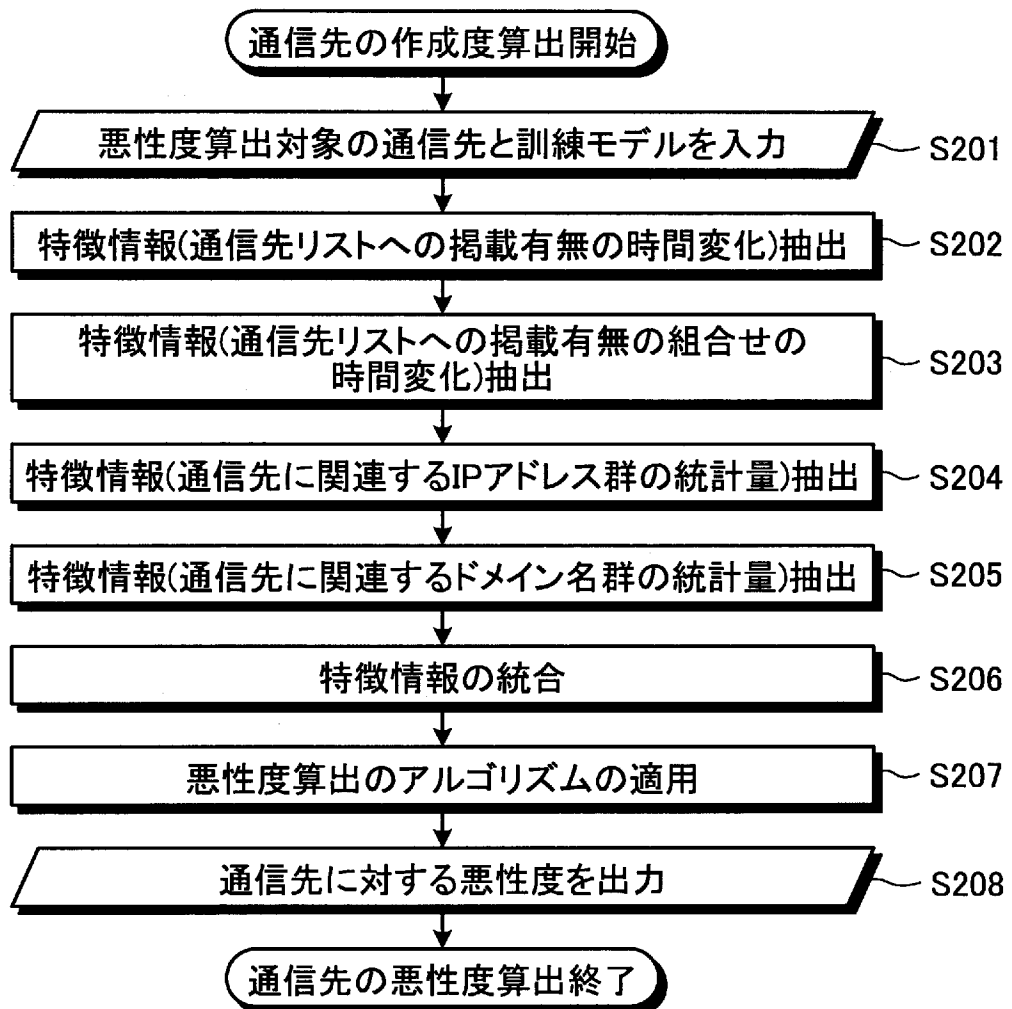 通信先の作成度算出開始
悪性度算出対象の通信先と訓練モデルを入力
S201
特徴情報(通信先リストへの掲載有無の時間変化)抽出
S202
特徴情報(通信先リストへの掲載有無の組合せの
時間変化)抽出
S203
特徴情報(通信先に関連するIPアドレス群の統計量)抽出
S204
特徴情報(通信先に関連するドメイン名群の統計量)抽出
S205
特徴情報の統合
S206
悪性度算出のアルゴリズムの適用
S207
通信先に対する悪性度を出力
S208
通信先の悪性度算出終了